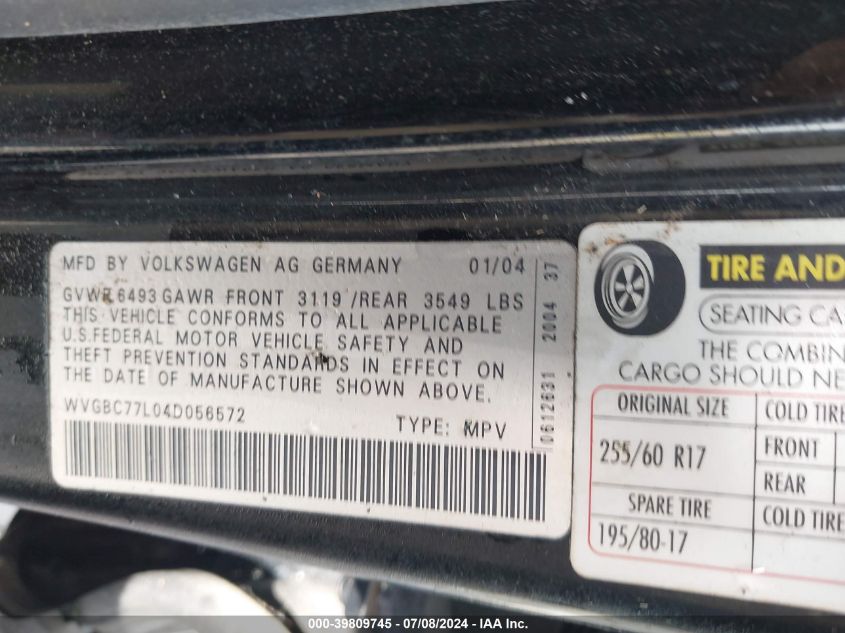 MFD BY VOLKSWAGEN AG GERMANY 01/04
GVWR 6493 GAWR FRONT 3119 /REAR 3549 LBS
THIS VEHICLE CONFORMS TO ALL APPLICABLE
U.S.FEDERAL MOTOR VEHICLE SAFETY AND
THEFT PREVENTION STANDARDS IN EFFECT ON
THE DATE OF MANUFACTURE SHOWN ABOVE.
WVGBC77L04D056572 TYPE: MPV
06126631 2004 37
TIRE AND
SEATING CA
THE COMBIN
CARGO SHOULD NE
ORIGINAL SIZE COLD TIRE
255/60 R17 FRONT
REAR
SPARE TIRE COLD TIRE
195/80-17
000-39809745 - 07/08/2024 - IAA, Inc.